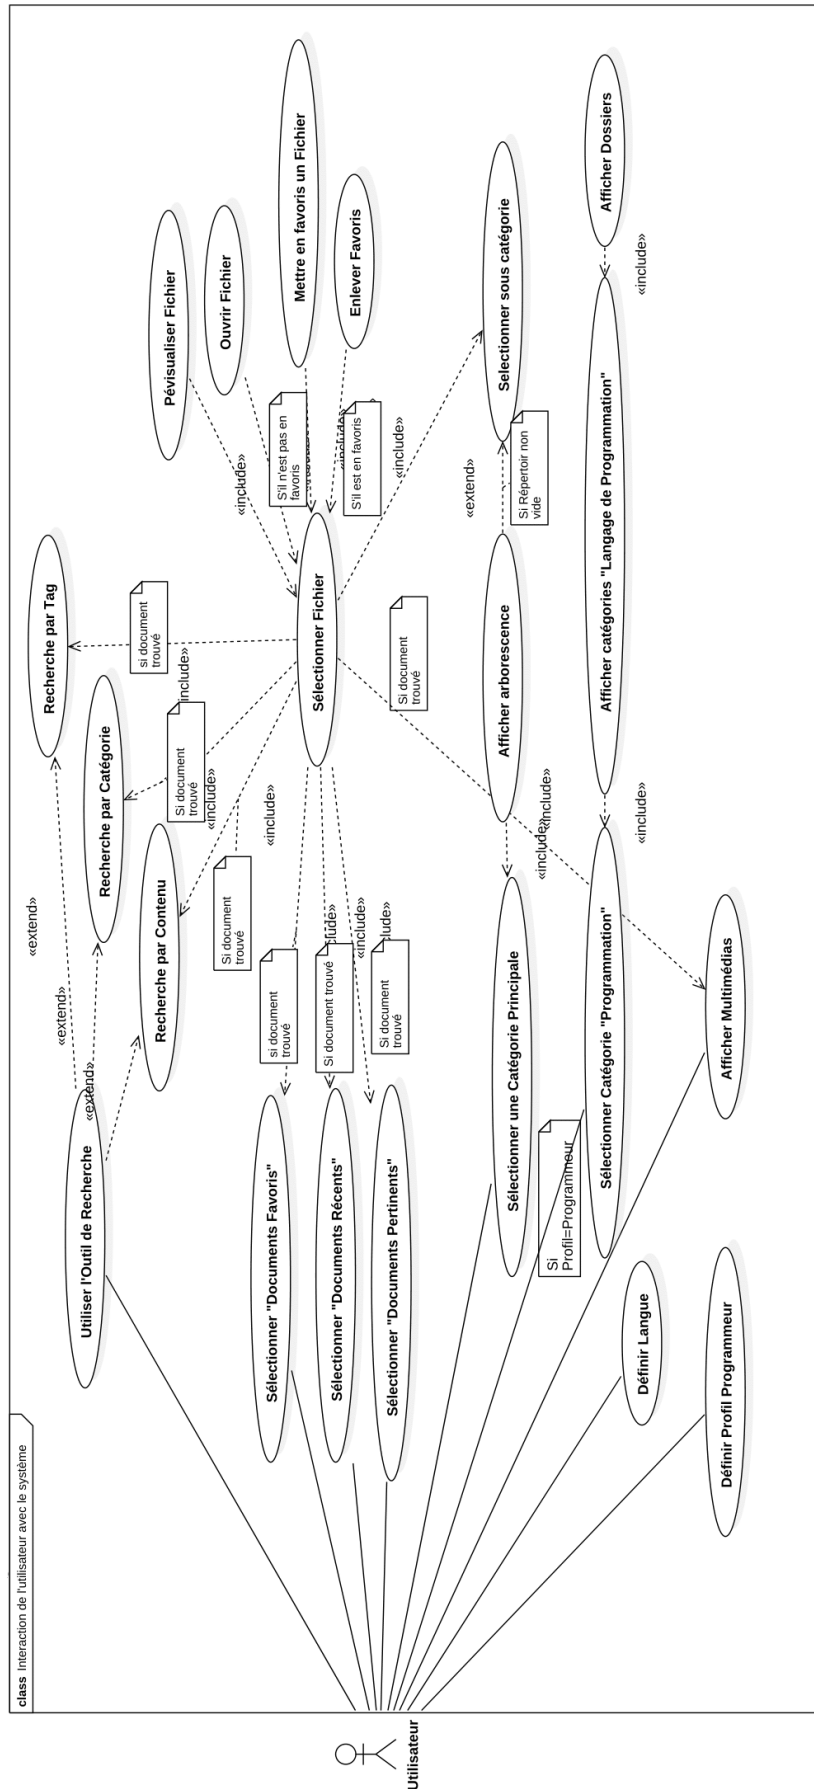 class Interaction de l'utilisateur avec le système
Utilisateur
Utiliser l'Outil de Recherche
«extend»
«extend»
«extend»
Recherche par Tag
Recherche par Catégorie
Recherche par Contenu
si document
trouvé
Si document
trouvé
Si document
trouvé
include»
«include»
«include»
Pévisualiser Fichier
Ouvrir Fichier
Mettre en favoris un Fichier
Enlever Favoris
«include»
S'il n'est pas en
favoris
S'il est en favoris
«include»
«include»
Sélectionner Fichier
Sélectionner "Documents Favoris"
Sélectionner "Documents Récents"
Sélectionner "Documents Pertinents"
si document
trouvé
Si document trouvé
Si document
trouvé
«include»
Si document
trouvé
Selectionner sous catégorie
«extend»
Si Répertoir non
vide
Afficher arborescence
«include»
«include»
Sélectionner une Catégorie Principale
Si
Profil=Programmeur
Afficher Dossiers
«include»
Afficher catégories "Langage de Programmation"
«include»
Sélectionner Catégorie "Programmation"
Afficher Multimédias
Définir Langue
Définir Profil Programmeur